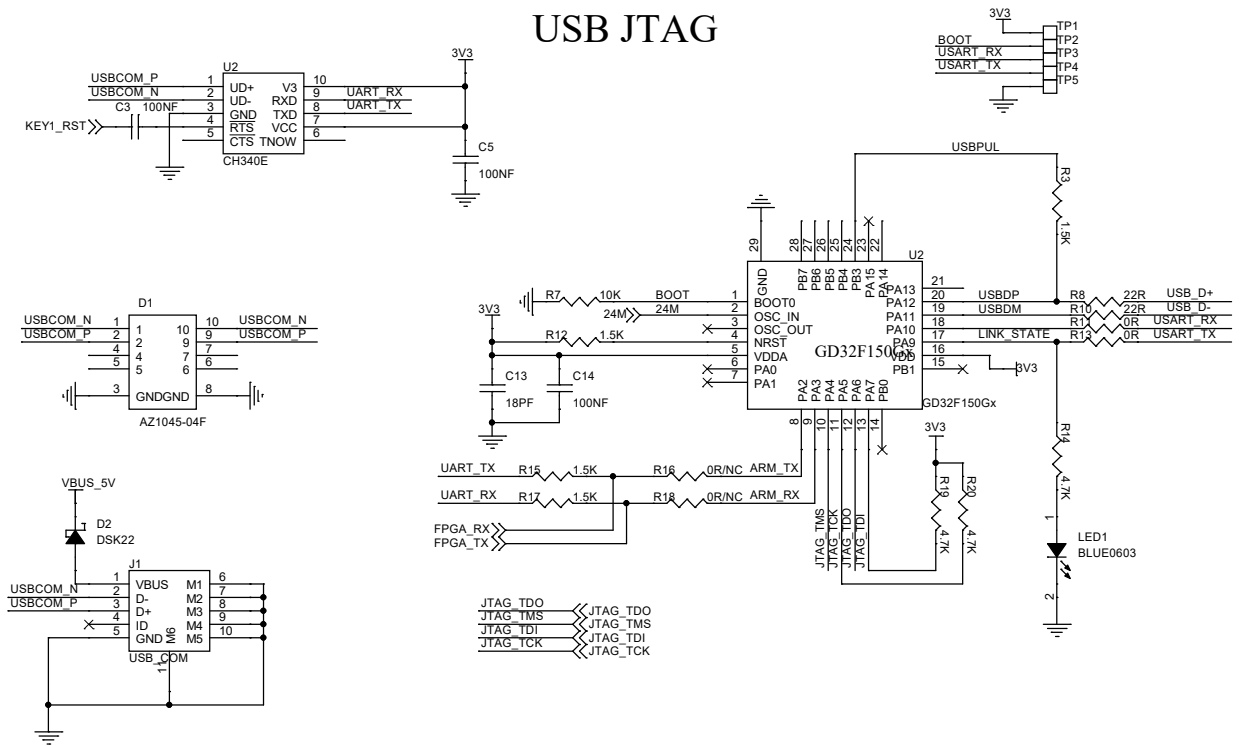 USB JTAG
3V3
TP1
BOOT TP2
USART_RX TP3
USART_TX TP4
TP5
3V3
U2
USBCOM_P 1 UD+ V3 10
USBCOM_N 2 UD- RXD 9 UART_RX
C3 100NF 3 GND TXD 8 UART_TX
KEY1_RST 4 RTS VCC 7
5 CTS TNOW 6
CH340E
C5
100NF
USBPUL
R3
1.5K
29 28 27 26 25 24 23 22
U2
GND PB7 PB6 PB5 PB4 PB3 PA15 PA14
PA13 21
R7 10K BOOT 1 BOOT0 PA12 20 USBDP R8 22R USB_D+
24M 24M 2 OSC_IN PA11 19 USBDM R10 22R USB_D-
3 OSC_OUT PA10 18 R1 0R USART_RX
3V3 R12 1.5K 4 NRST PA9 17 LINK_STATE R13 0R USART_TX
5 VDDA VDD 16
6 PA0 PB1 15 3V3
7 PA1
GD32F150Gx
GD32F150Gx
PA2 PA3 PA4 PA5 PA6 PA7 PB0
8 9 10 11 12 13 14
C13
18PF
C14
100NF
D1
USBCOM_N 1 1 10 10 USBCOM_N
USBCOM_P 2 2 9 9 USBCOM_P
4 4 7 7
5 5 6 6
3 GNDGND 8
AZ1045-04F
3V3
R14
4.7K
UART_TX R15 1.5K R16 0R/NC ARM_TX
UART_RX R17 1.5K R18 0R/NC ARM_RX
FPGA_RX
FPGA_TX
JTAG_TMS
JTAG_TCK
JTAG_TDO
JTAG_TDI
R19
4.7K
R20
4.7K
1
LED1
BLUE0603
2
VBUS_5V
D2
DSK22
J1
1 VBUS M1 6
USBCOM_N 2 D- M2 7
USBCOM_P 3 D+ M3 8
4 ID M4 9
5 GND M6 M5 10
USB_COM
11
JTAG_TDO JTAG_TDO
JTAG_TMS JTAG_TMS
JTAG_TDI JTAG_TDI
JTAG_TCK JTAG_TCK